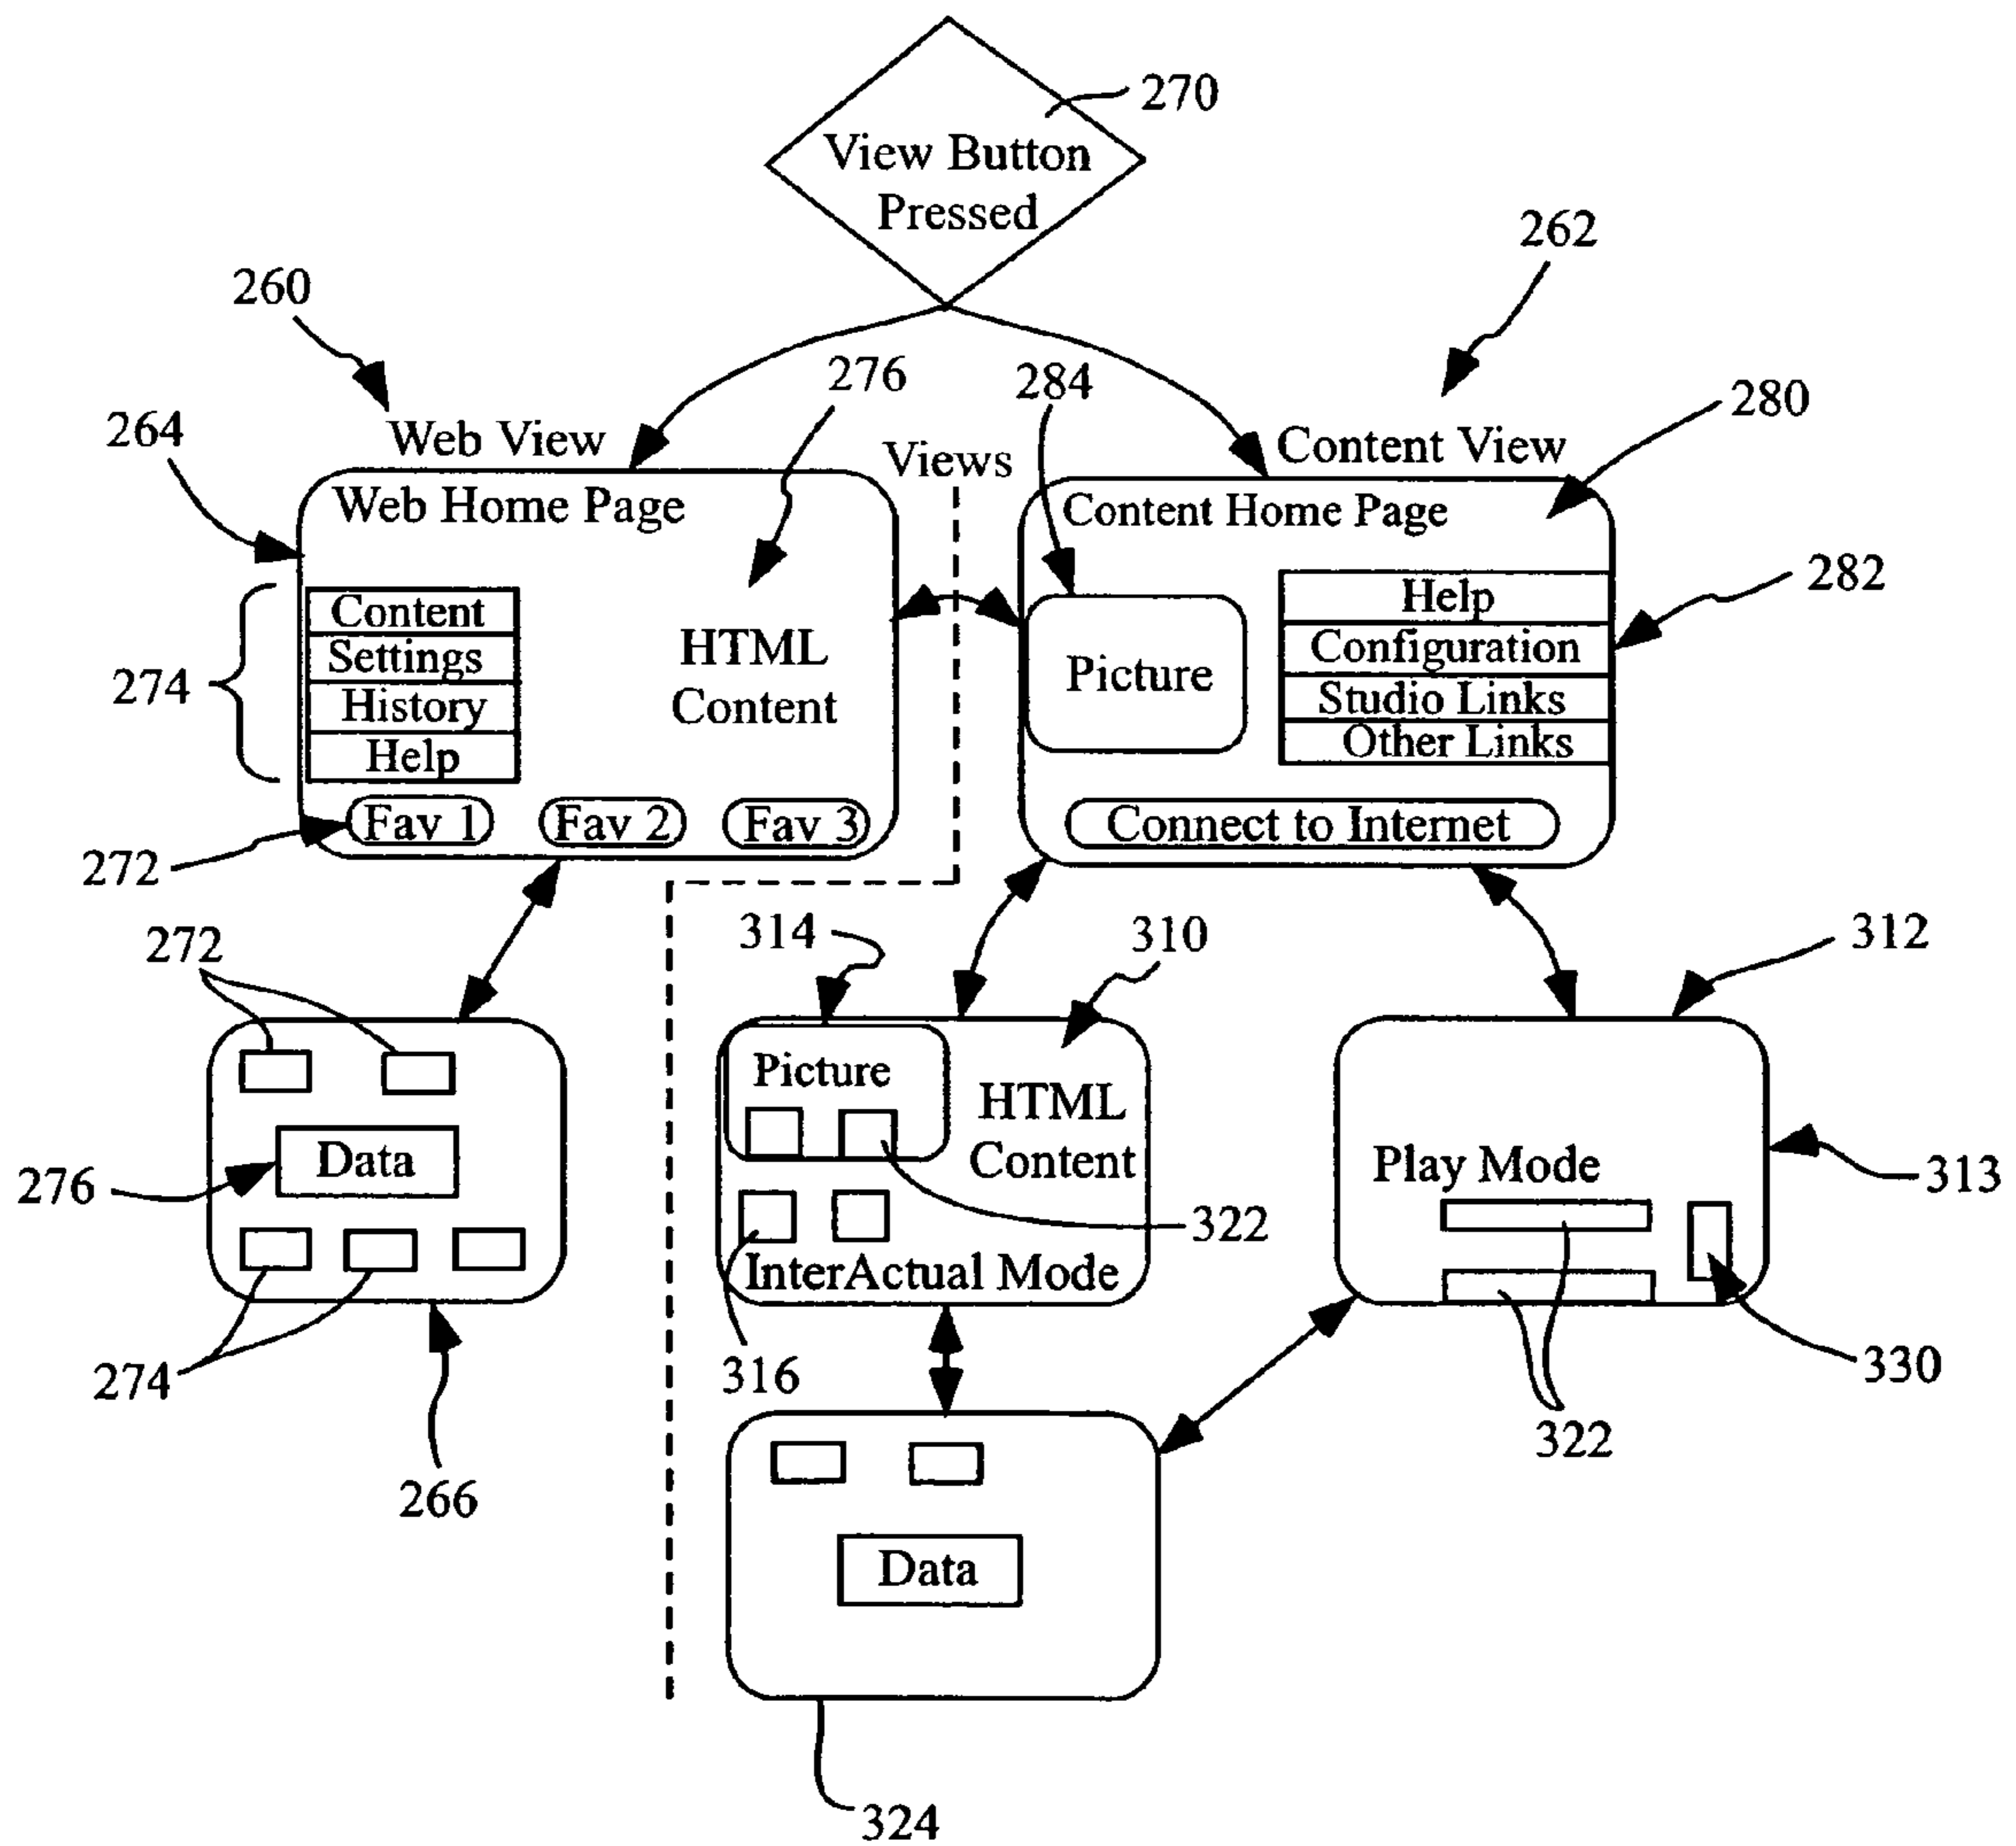 270
View Button
Pressed
262
260
276
284
280
264
Web View
Views
Content View
Web Home Page
Content Home Page
282
Content
Settings
History
Help
274
HTML
Content
Picture
Help
Configuration
Studio Links
Other Links
Fav 1
Fav 2
Fav 3
Connect to Internet
272
272
314
310
312
Picture
HTML
Content
Data
276
Play Mode
313
322
InterActual Mode
274
316
330
322
266
Data
324